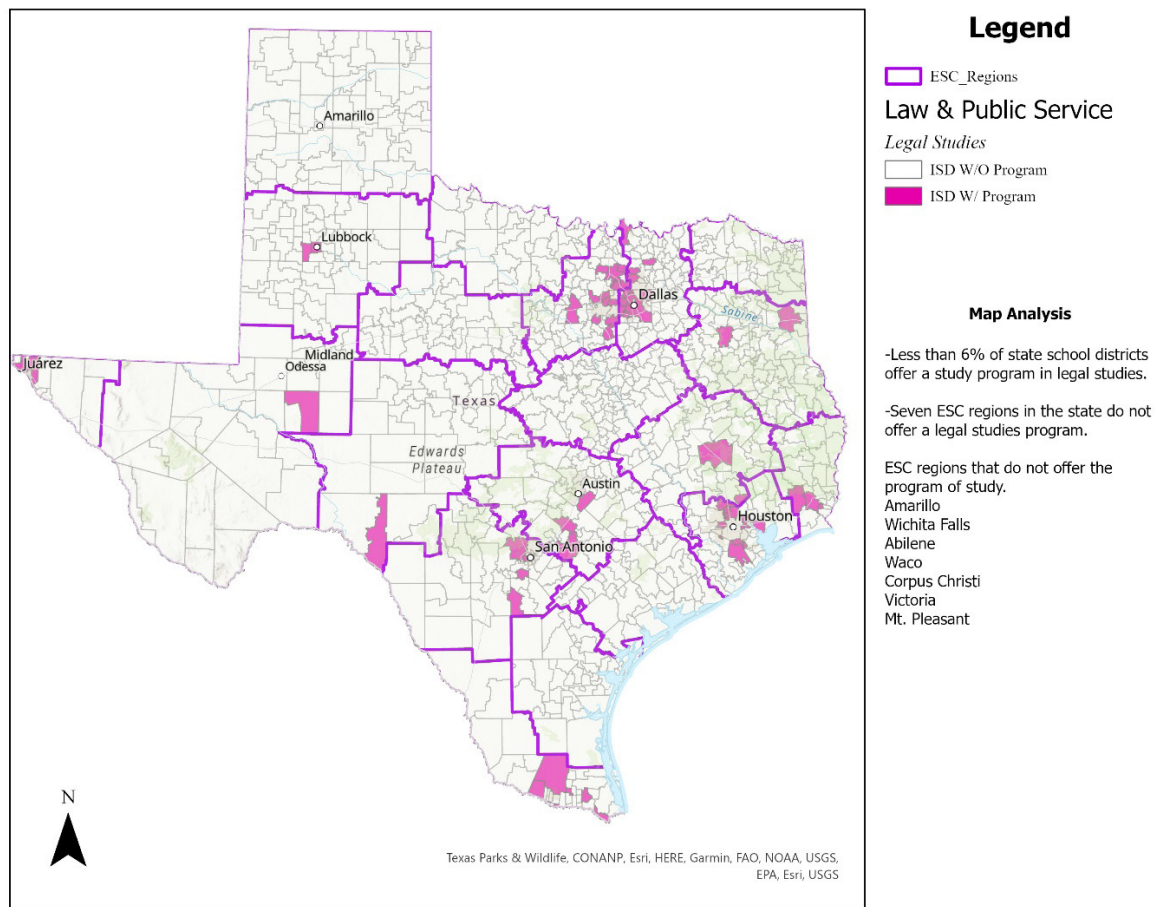 Legend
ESC_Regions
Law & Public Service
Legal Studies
ISD W/O Program
ISD W/ Program
Map Analysis
-Less than 6% of state school districts
offer a study program in legal studies.
-Seven ESC regions in the state do not
offer a legal studies program.
ESC regions that do not offer the
program of study.
Amarillo
Wichita Falls
Abilene
Waco
Corpus Christi
Victoria
Mt. Pleasant
Amarillo
Lubbock
Dallas
Sabine
Juárez
Midland
Odessa
Texas
Edwards
Plateau
Austin
Houston
San Antonio
N
Texas Parks & Wildlife, CONANP, Esri, HERE, Garmin, FAO, NOAA, USGS,
EPA, Esri, USGS